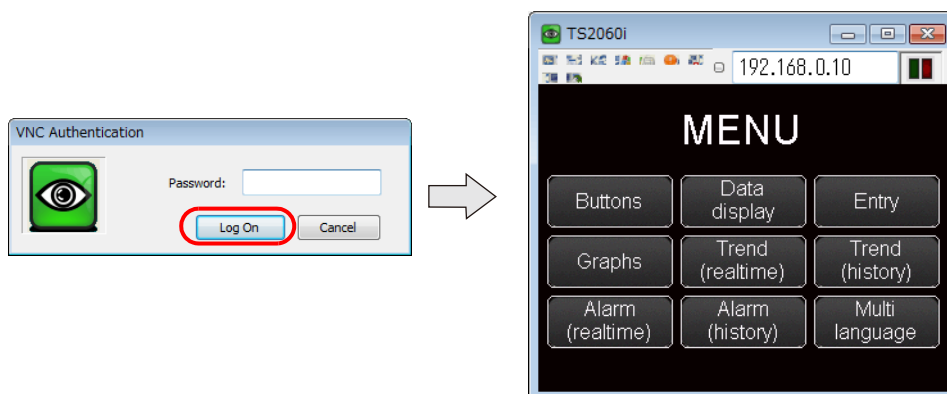 VNC Authentication
Password:
Log On
Cancel
TS2060i
192.168.0.10
MENU
Buttons
Data
display
Entry
Graphs
Trend
(realtime)
Trend
(history)
Alarm
(realtime)
Alarm
(history)
Multi
language